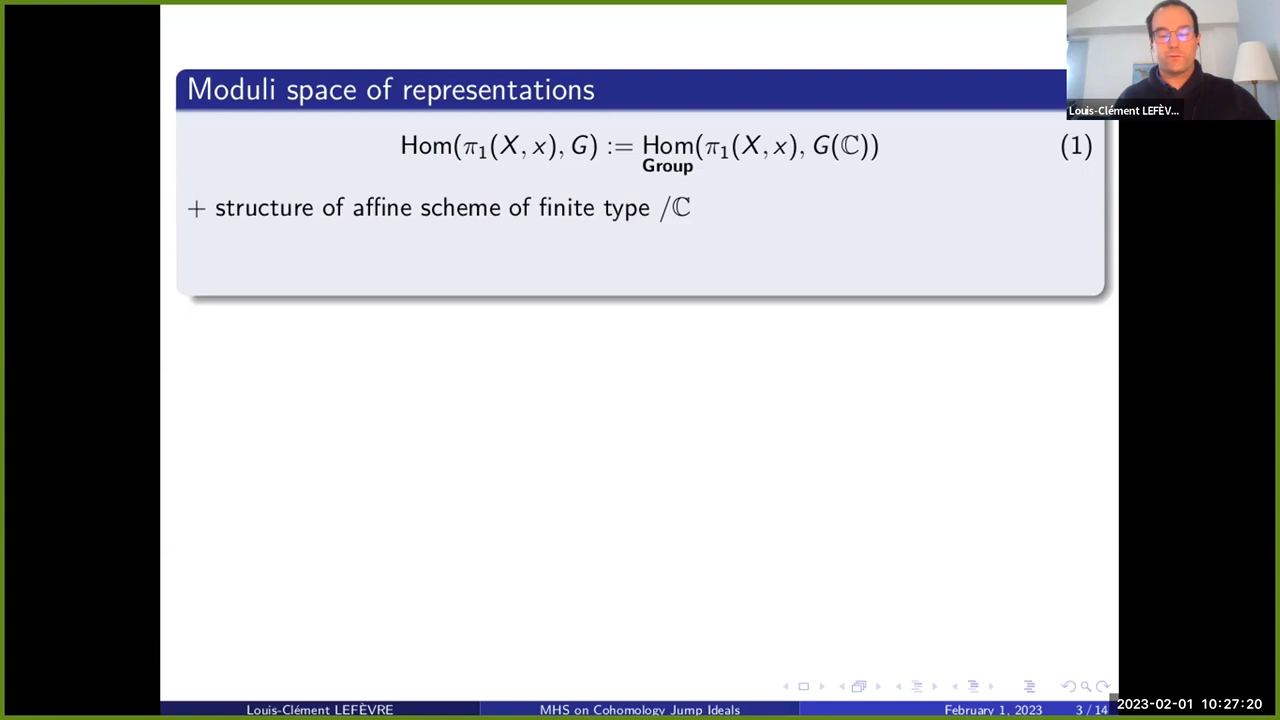 Moduli space of representations
Hom(π₁(X, x), G) := Hom(π₁(X, x), G(ℂ)) (1)
Group
+ structure of affine scheme of finite type /ℂ
Louis-Clément LEFÈV...
Louis-Clément LEFÈVRE MHS on Cohomology Jump Ideals February 1, 2023 3 / 14
2023-02-01 10:27:20